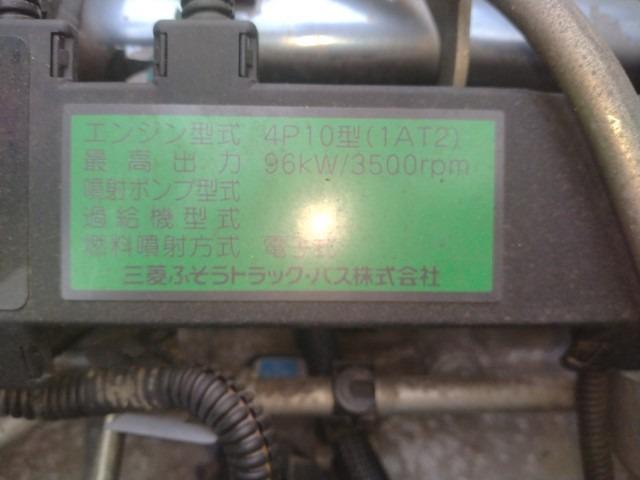 エンジン型式 4P10型(1AT2)
最高出力 96kW/3500rpm
噴射ポンプ型式
過給機型式
燃料噴射方式 電子式
三菱ふそうトラック・バス株式会社